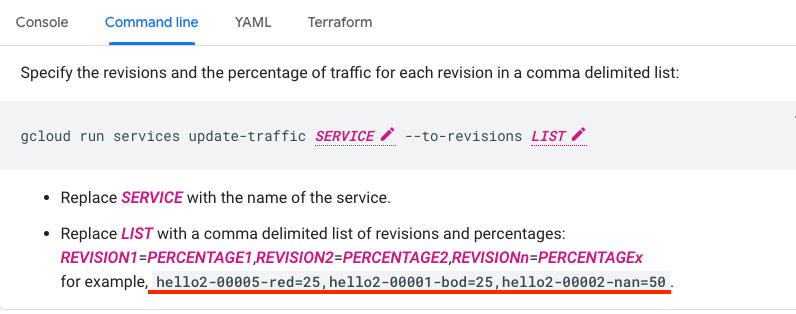 Console Command line YAML Terraform
Specify the revisions and the percentage of traffic for each revision in a comma delimited list:
gcloud run services update-traffic SERVICE --to-revisions LIST
• Replace SERVICE with the name of the service.
• Replace LIST with a comma delimited list of revisions and percentages:
REVISION1=PERCENTAGE1,REVISION2=PERCENTAGE2,REVISIONn=PERCENTAGEx
for example, hello2-00005-red=25,hello2-00001-bod=25,hello2-00002-nan=50.